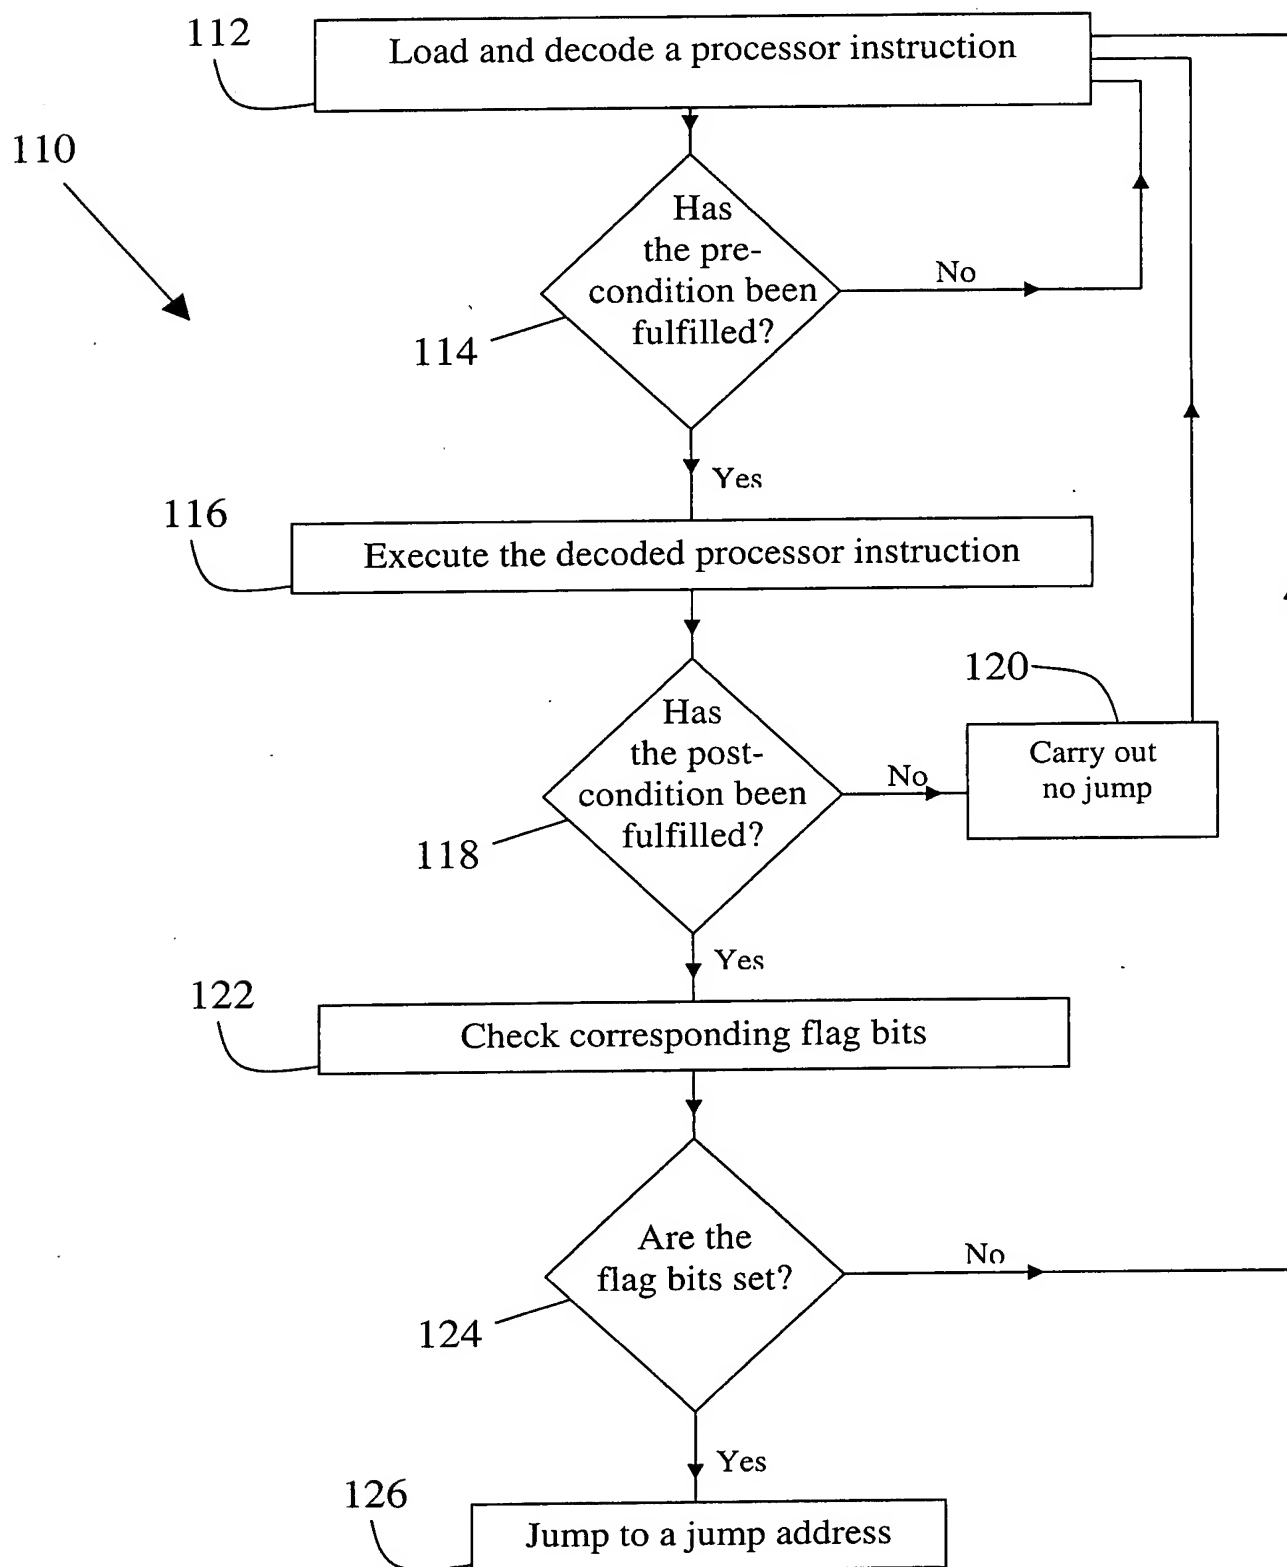 112
Load and decode a processor instruction
110
Has
the pre-
condition been
fulfilled?
No
114
Yes
116
Execute the decoded processor instruction
120
Has
the post-
condition been
fulfilled?
No
Carry out
no jump
118
Yes
122
Check corresponding flag bits
Are the
flag bits set?
No
124
Yes
126
Jump to a jump address